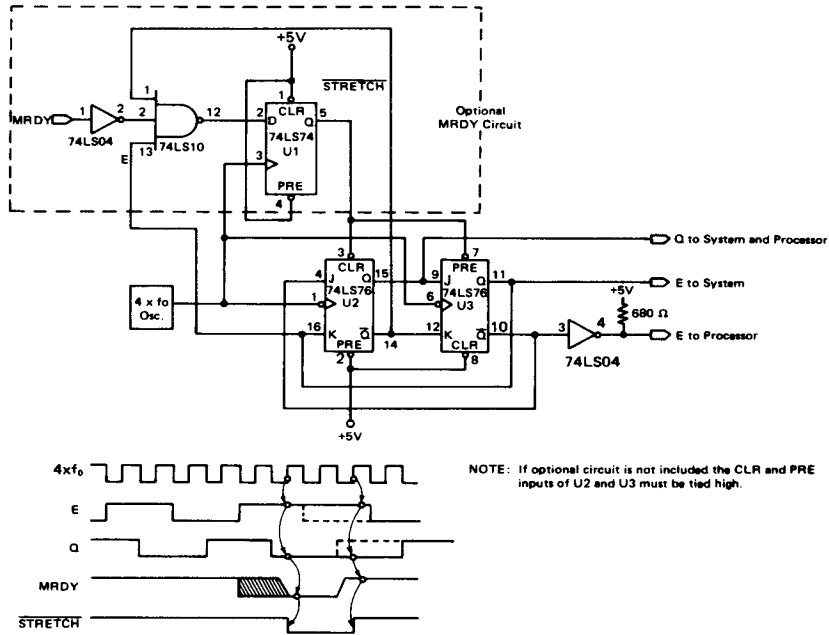 +5V
STRETCH
Optional
MRDY Circuit
MRDY
1
2
74LS04
1
2
13
E
74LS10
12
1
CLR
2
D
5
Q
74LS74
3
U1
PRE
4
3
CLR
4
J
Q
15
74LS76
1
U2
16
K
Q
14
PRE
2
+5V
7
PRE
9
J
Q
11
74LS76
6
U3
12
K
Q
10
CLR
8
4 x fo
Osc.
Q to System and Processor
E to System
+5V
680 Ω
3
4
74LS04
E to Processor
4xf₀
E
Q
MRDY
STRETCH
NOTE: If optional circuit is not included the CLR and PRE
inputs of U2 and U3 must be tied high.